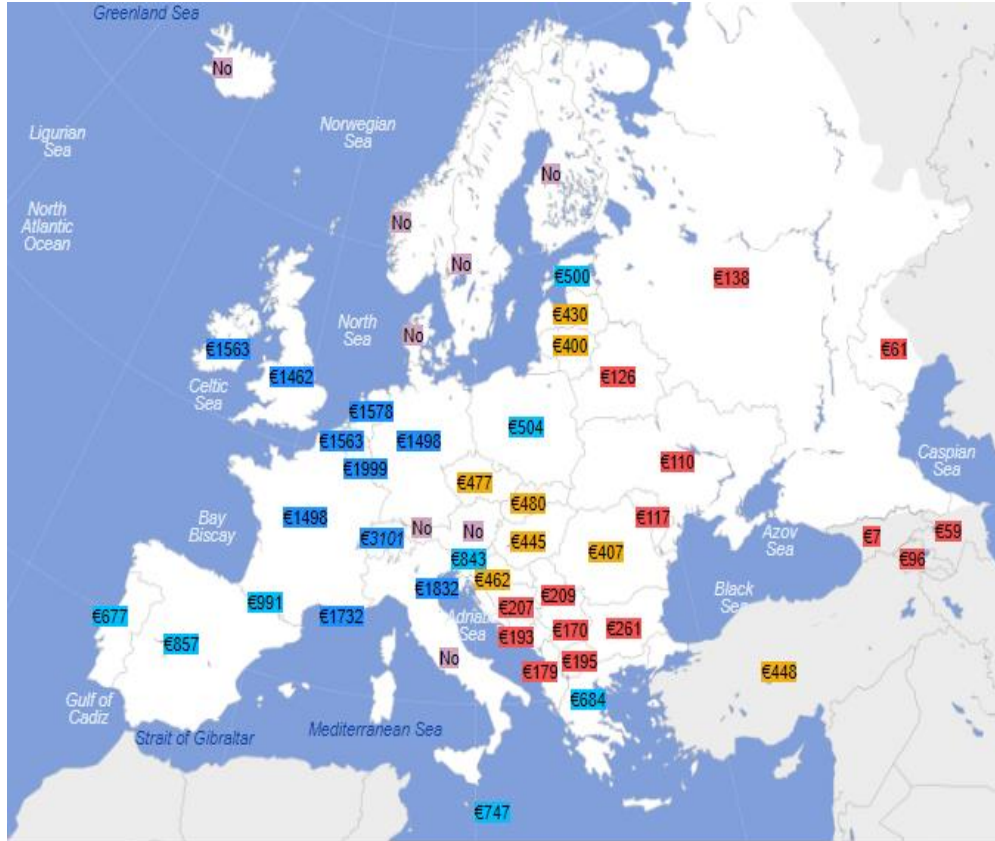 Greenland Sea
No
Norwegian
Sea
Ligurian
Sea
No
North
Atlantic
Ocean
No
No
€500
€138
€430
North
Sea
No
€1563
€400
€61
€1462
€126
Celtic
Sea
€1578
€504
€1563
€1498
€1999
€110
Caspian
Sea
€477
€480
€1498
Bay
Biscay
No
No
€117
€3101
€445
€407
Azov
Sea
€7
€59
€96
€843
€462
€1832
€209
Black
Sea
€991
€207
€677
€1732
Adriatic
Sea
€193
€170
€261
€857
No
€179
€195
€448
Gulf of
Cadiz
€684
Strait of Gibraltar
Mediterranean Sea
€747